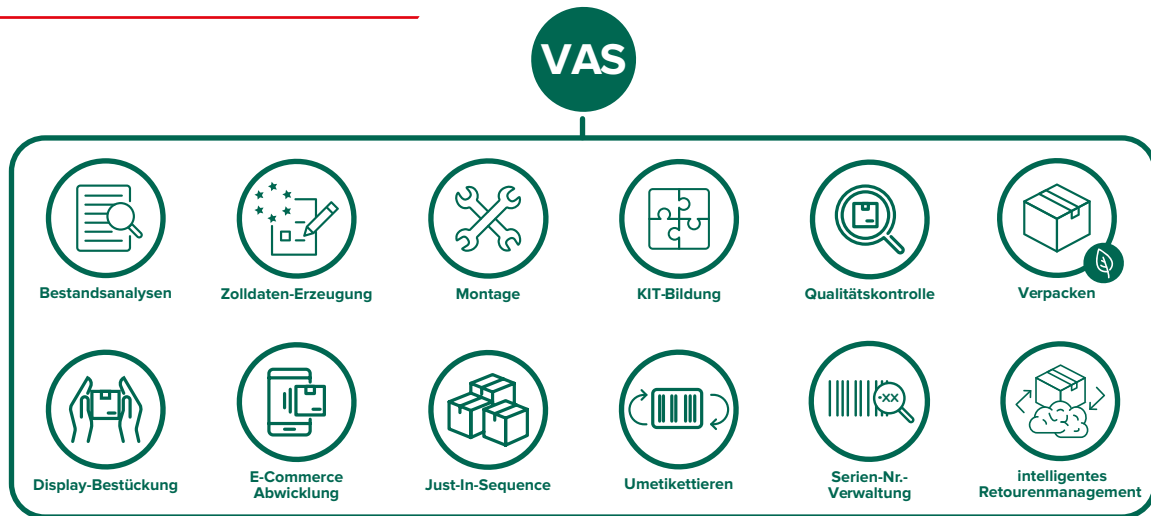 VAS
Bestandsanalysen
Zolldaten-Erzeugung
Montage
KIT-Bildung
Qualitätskontrolle
Verpacken
-XX
Display-Bestückung
E-Commerce
Abwicklung
Just-In-Sequence
Umetikettieren
Serien-Nr.-
Verwaltung
intelligentes
Retourenmanagement